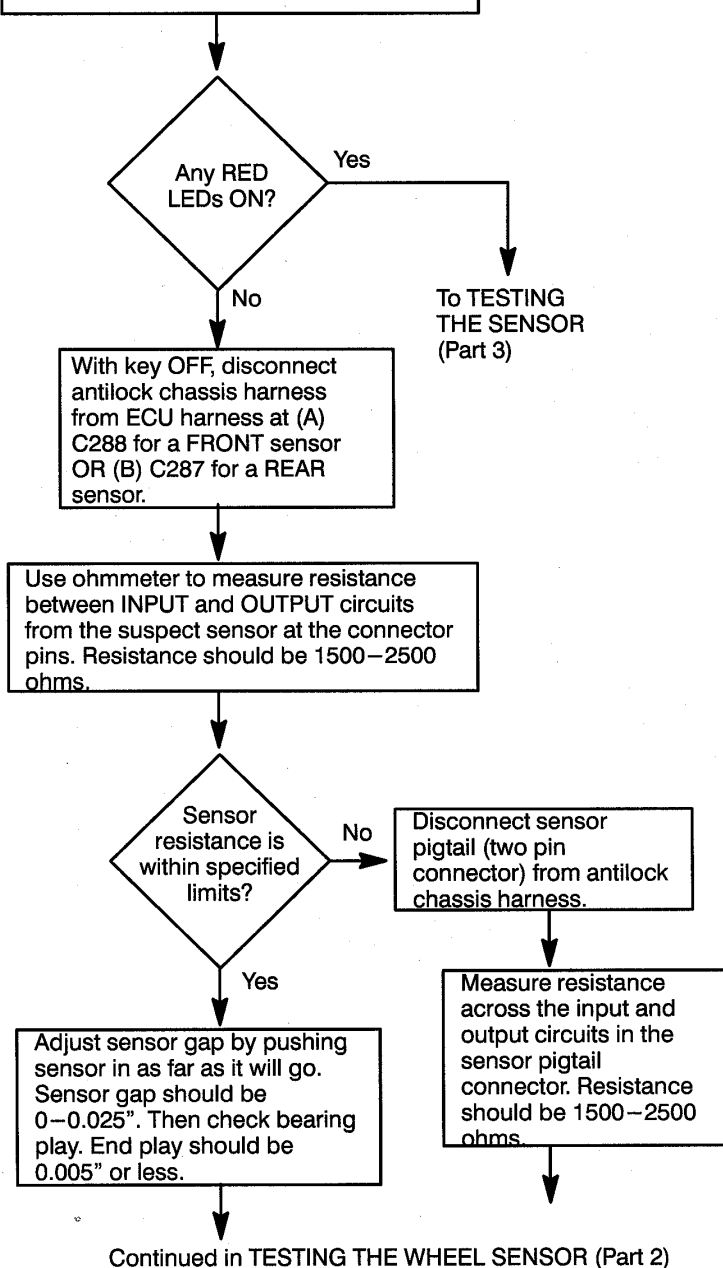 Any RED
LEDs ON?
Yes
No
To TESTING
THE SENSOR
(Part 3)
With key OFF, disconnect
antilock chassis harness
from ECU harness at (A)
C288 for a FRONT sensor
OR (B) C287 for a REAR
sensor.
Use ohmmeter to measure resistance
between INPUT and OUTPUT circuits
from the suspect sensor at the connector
pins. Resistance should be 1500–2500
ohms.
Sensor
resistance is
within specified
limits?
No
Disconnect sensor
pigtail (two pin
connector) from antilock
chassis harness.
Yes
Measure resistance
across the input and
output circuits in the
sensor pigtail
connector. Resistance
should be 1500–2500
ohms.
Adjust sensor gap by pushing
sensor in as far as it will go.
Sensor gap should be
0–0.025”. Then check bearing
play. End play should be
0.005” or less.
Continued in TESTING THE WHEEL SENSOR (Part 2)